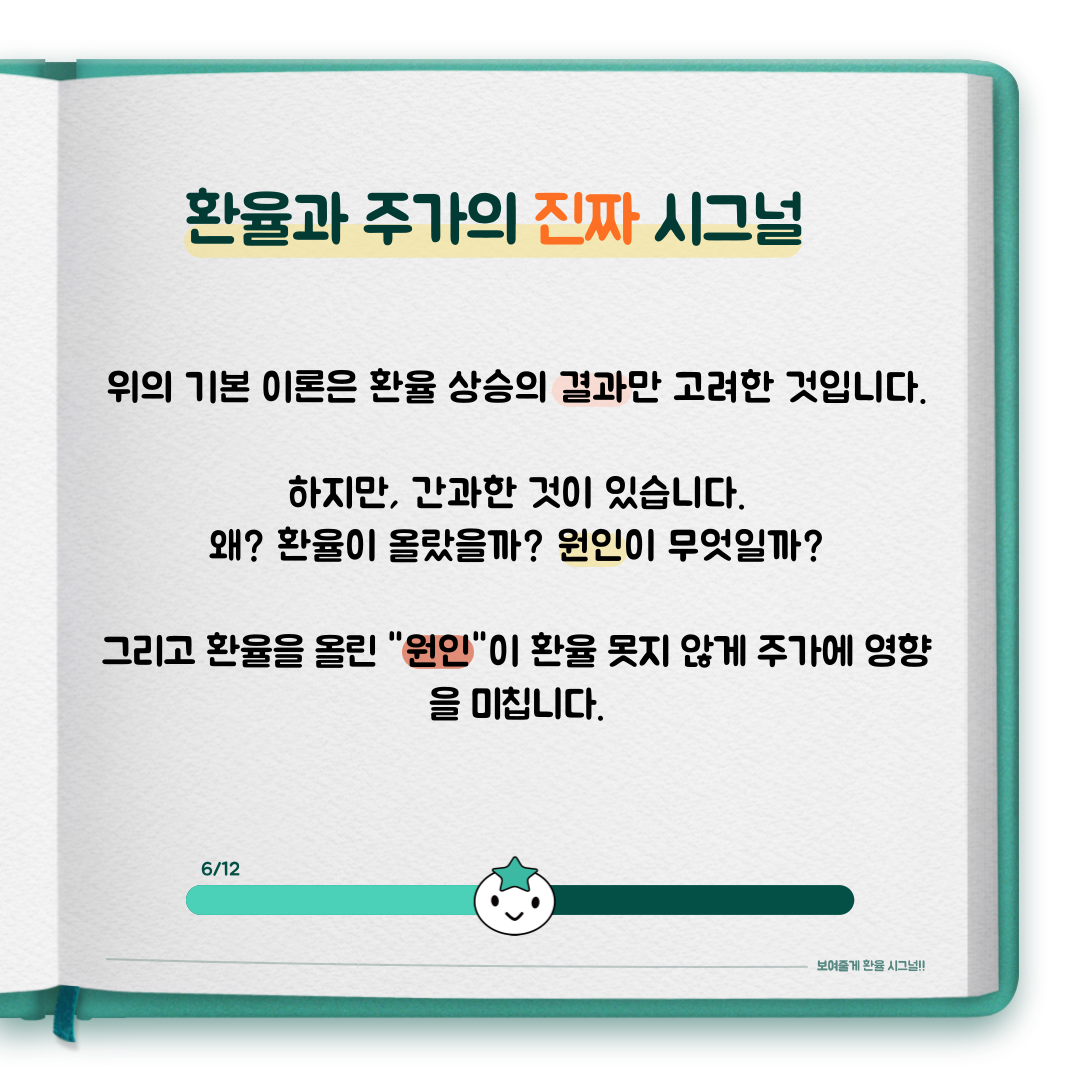 환율과 주가의 진짜 시그널
위의 기본 이론은 환율 상승의 결과만 고려한 것입니다.
하지만, 간과한 것이 있습니다.
왜? 환율이 올랐을까? 원인이 무엇일까?
그리고 환율을 올린 "원인"이 환율 못지 않게 주가에 영향
을 미칩니다.
6/12
보여줄게 환율 시그널!!